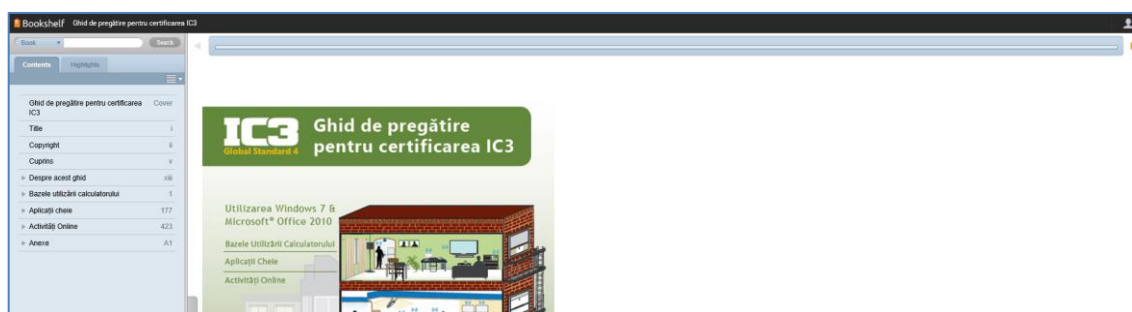 Bookshelf Ghid de pregătire pentru certificarea IC3
Book Search
Contents Highlights
Ghid de pregătire pentru certificarea Cover
IC3
Title i
Copyright ii
Cuprins v
Despre acest ghid xiii
Bazele utilizării calculatorului 1
Aplicații cheie 177
Activități Online 423
Anexe A1
IC3
Global Standard 4
Ghid de pregătire
pentru certificarea IC3
Utilizarea Windows 7 &
Microsoft® Office 2010
Bazele Utilizării Calculatorului
Aplicații Cheie
Activități Online